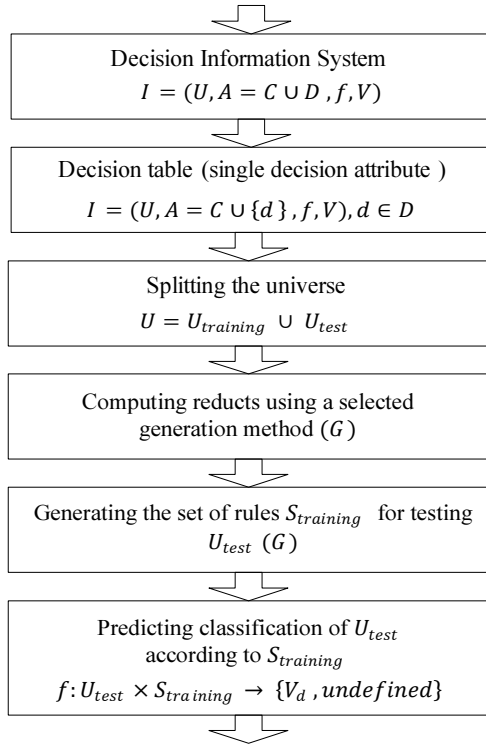 Decision Information System
I = (U, A = C ∪ D , f, V)
Decision table (single decision attribute )
I = (U, A = C ∪ {d} , f, V), d ∈ D
Splitting the universe
U = U_training ∪ U_test
Computing reducts using a selected
generation method (G)
Generating the set of rules S_training for testing
U_test (G)
Predicting classification of U_test
according to S_training
f: U_test × S_training → {V_d , undefined}